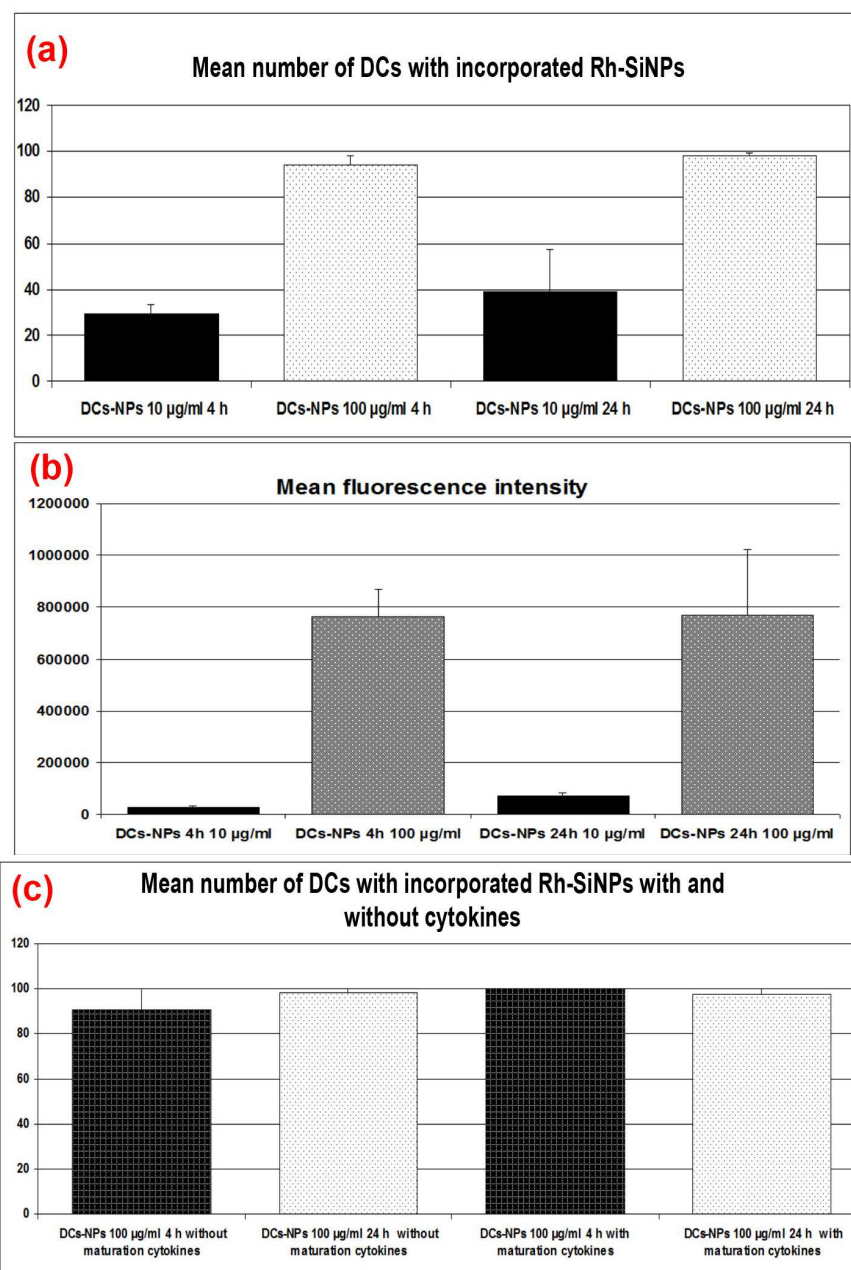 (a)
Mean number of DCs with incorporated Rh-SiNPs
120
100
80
60
40
20
0
DCs-NPs 10 µg/ml 4 h DCs-NPs 100 µg/ml 4 h DCs-NPs 10 µg/ml 24 h DCs-NPs 100 µg/ml 24 h
(b)
Mean fluorescence intensity
1200000
1000000
800000
600000
400000
200000
0
DCs-NPs 4h 10 µg/ml DCs-NPs 4h 100 µg/ml DCs-NPs 24h 10 µg/ml DCs-NPs 24h 100 µg/ml
(c)
Mean number of DCs with incorporated Rh-SiNPs with and
without cytokines
120
100
80
60
40
20
0
DCs-NPs 100 µg/ml 4 h without
maturation cytokines
DCs-NPs 100 µg/ml 24 h without
maturation cytokines
DCs-NPs 100 µg/ml 4 h with
maturation cytokines
DCs-NPs 100 µg/ml 24 h with
maturation cytokines